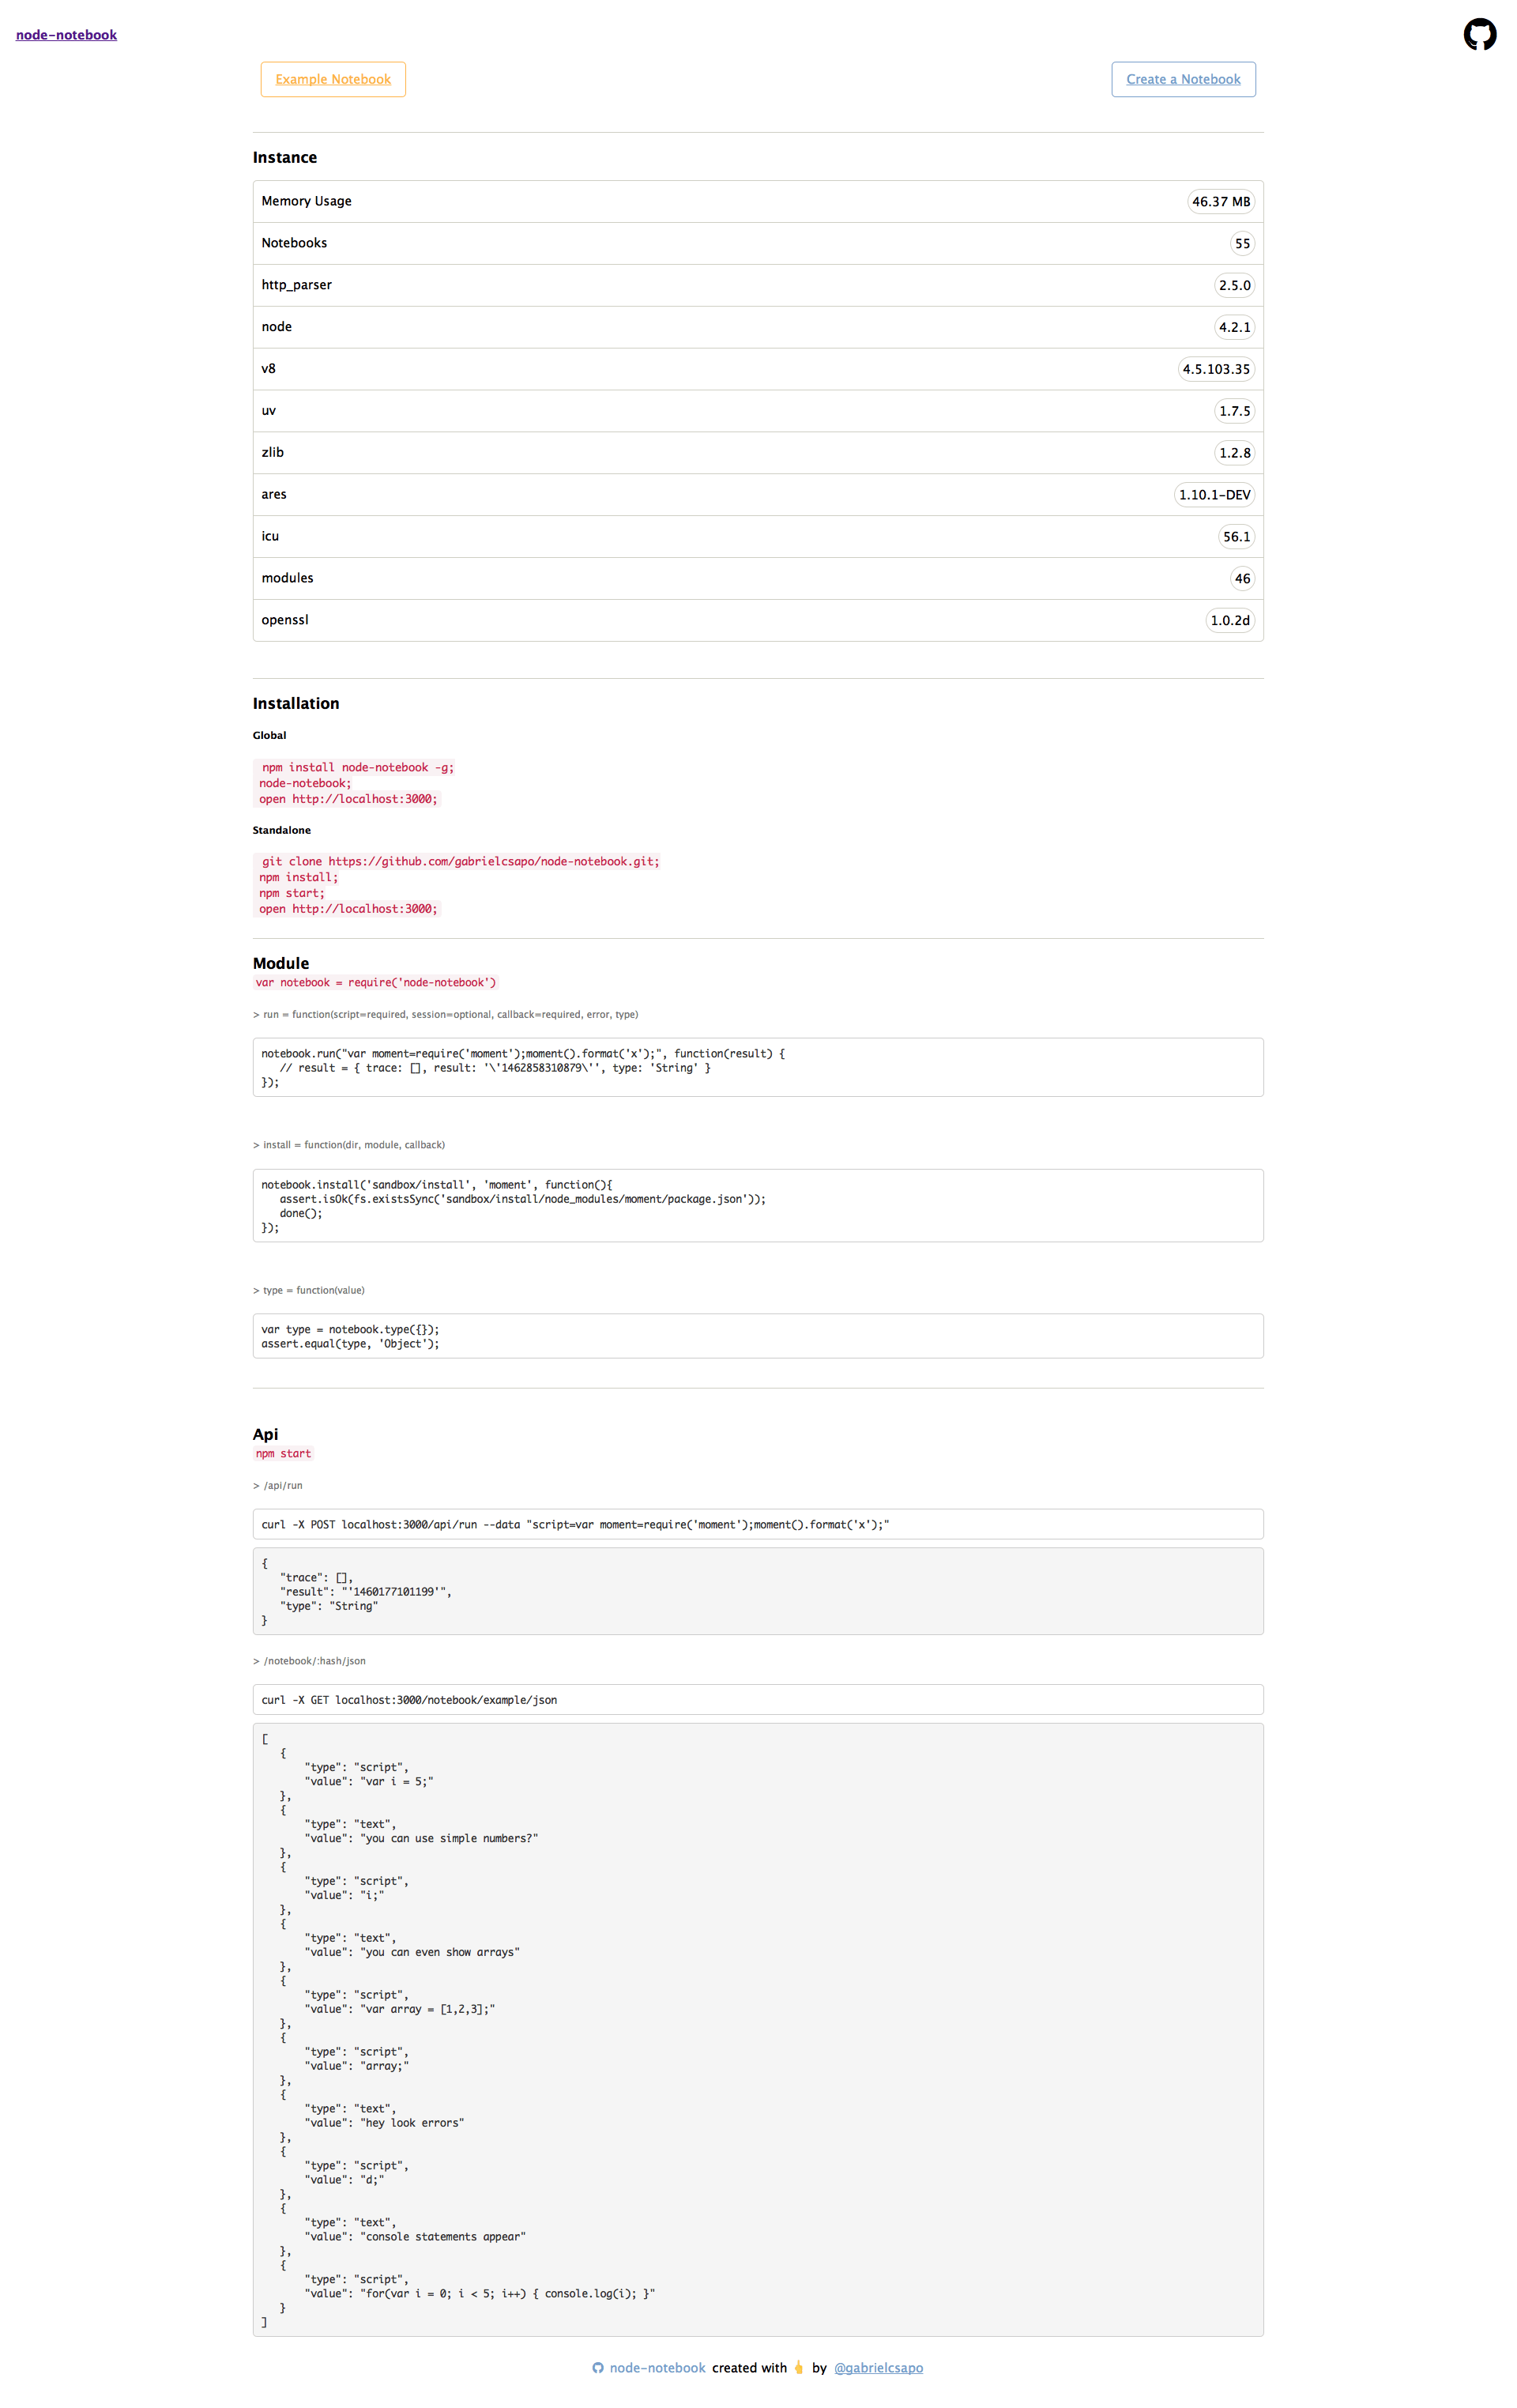 node-notebook
Example Notebook
Create a Notebook
Instance
Memory Usage 46.37 MB
Notebooks 55
http_parser 2.5.0
node 4.2.1
v8 4.5.103.35
uv 1.7.5
zlib 1.2.8
ares 1.10.1-DEV
icu 56.1
modules 46
openssl 1.0.2d
Installation
Global
npm install node-notebook -g;
node-notebook;
open http://localhost:3000;
Standalone
git clone https://github.com/gabrielcsapo/node-notebook.git;
npm install;
npm start;
open http://localhost:3000;
Module
var notebook = require('node-notebook')
> run = function(script=required, session=optional, callback=required, error, type)
notebook.run("var moment=require('moment');moment().format('x');", function(result) {
// result = { trace: [], result: '\'1462858310879\'', type: 'String' }
});
> install = function(dir, module, callback)
notebook.install('sandbox/install', 'moment', function(){
assert.isOk(fs.existsSync('sandbox/install/node_modules/moment/package.json'));
done();
});
> type = function(value)
var type = notebook.type({});
assert.equal(type, 'Object');
Api
npm start
> /api/run
curl -X POST localhost:3000/api/run --data "script=var moment=require('moment');moment().format('x');"
{
"trace": [],
"result": "'1460177101199'",
"type": "String"
}
> /notebook/:hash/json
curl -X GET localhost:3000/notebook/example/json
[
{
"type": "script",
"value": "var i = 5;"
},
{
"type": "text",
"value": "you can use simple numbers?"
},
{
"type": "script",
"value": "i;"
},
{
"type": "text",
"value": "you can even show arrays"
},
{
"type": "script",
"value": "var array = [1,2,3];"
},
{
"type": "script",
"value": "array;"
},
{
"type": "text",
"value": "hey look errors"
},
{
"type": "script",
"value": "d;"
},
{
"type": "text",
"value": "console statements appear"
},
{
"type": "script",
"value": "for(var i = 0; i < 5; i++) { console.log(i); }"
}
]
node-notebook created with 🖕 by @gabrielcsapo